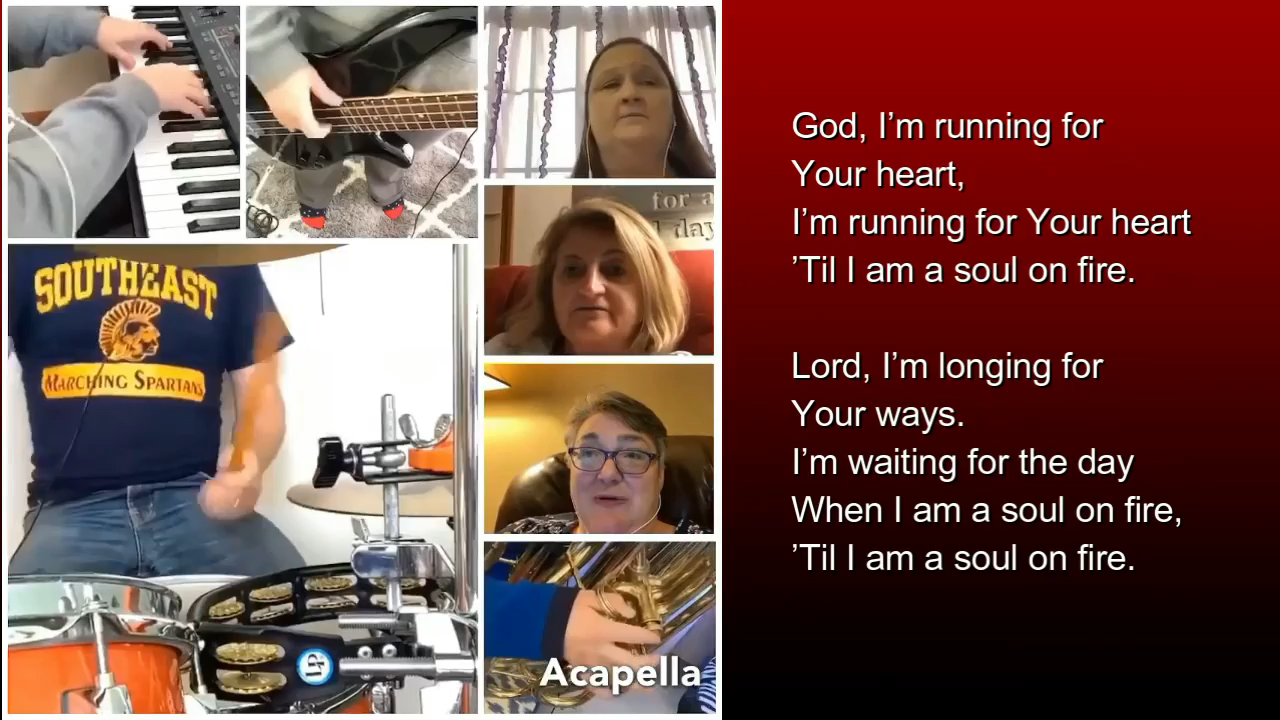 SOUTHEAST
MARCHING SPARTANS
for a
day
LP
Acapella
God, I’m running for
Your heart,
I’m running for Your heart
’Til I am a soul on fire.
Lord, I’m longing for
Your ways.
I’m waiting for the day
When I am a soul on fire,
’Til I am a soul on fire.